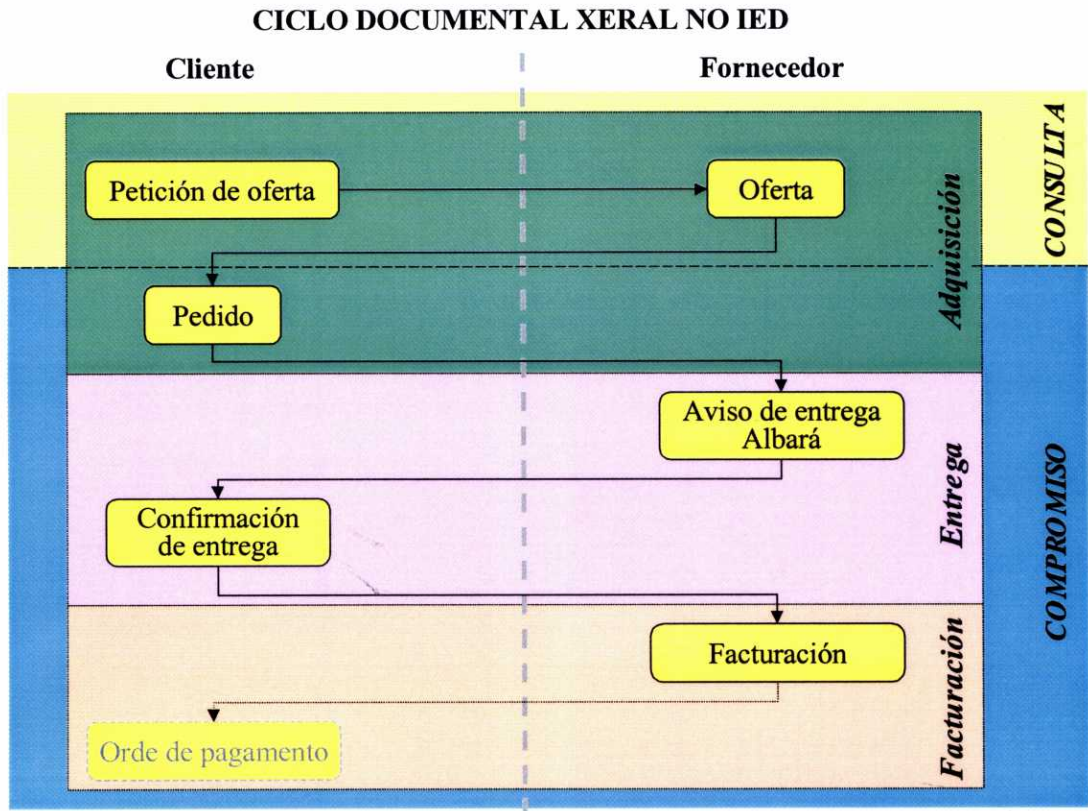 CICLO DOCUMENTAL XERAL NO IED
Cliente
Fornecedor
Petición de oferta
Oferta
Pedido
Adquisición
CONSULTA
Aviso de entrega
Albará
Confirmación
de entrega
Entrega
COMPROMISO
Facturación
Orde de pagamento
Facturación